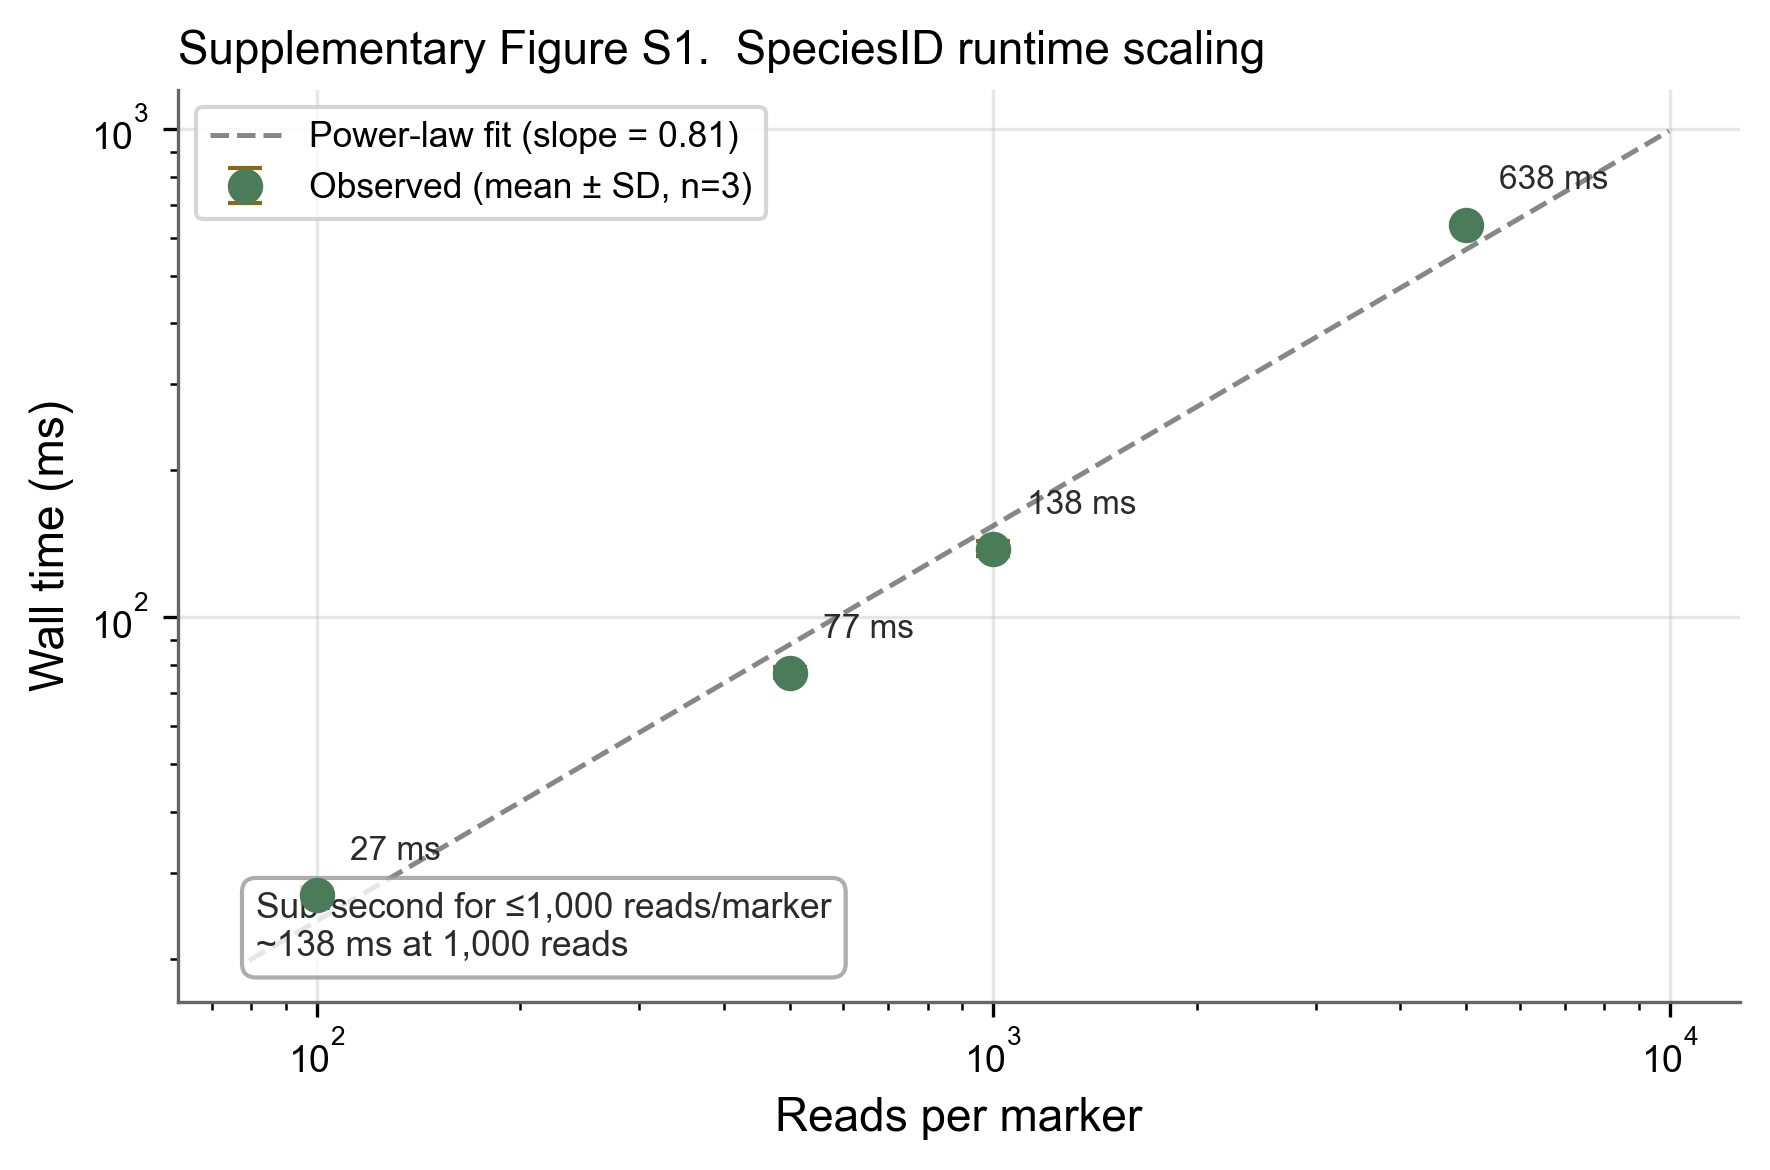 Supplementary Figure S1.  SpeciesID runtime scaling
Power-law fit (slope = 0.81)
Observed (mean ± SD, n=3)
Wall time (ms)
10³
10²
638 ms
138 ms
77 ms
27 ms
Sub-second for ≤1,000 reads/marker
~138 ms at 1,000 reads
10²
10³
10⁴
Reads per marker